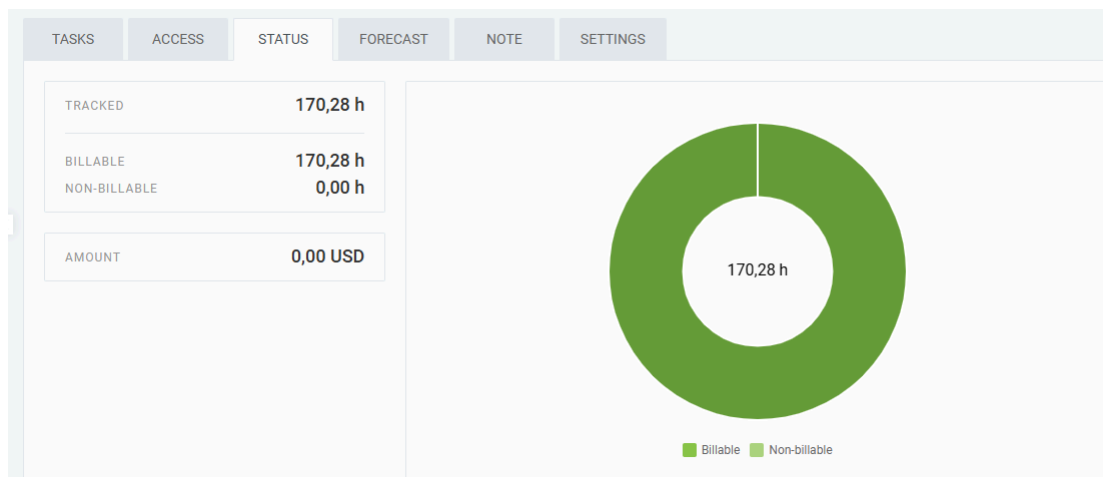 TASKS ACCESS STATUS FORECAST NOTE SETTINGS
TRACKED 170,28 h
BILLABLE 170,28 h
NON-BILLABLE 0,00 h
AMOUNT 0,00 USD
170,28 h
Billable Non-billable